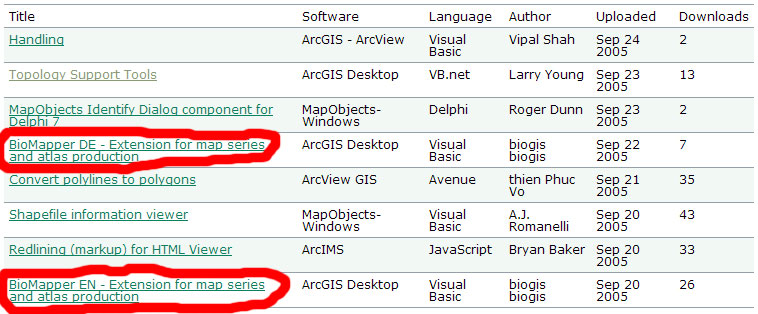 Title Software Language Author Uploaded Downloads
Handling ArcGIS - ArcView Visual Basic Vipal Shah Sep 24 2005 2
Topology Support Tools ArcGIS Desktop VB.net Larry Young Sep 23 2005 13
MapObjects Identify Dialog component for Delphi 7 MapObjects-Windows Delphi Roger Dunn Sep 23 2005 2
BioMapper DE - Extension for map series and atlas production ArcGIS Desktop Visual Basic biogis biogis Sep 22 2005 7
Convert polylines to polygons ArcView GIS Avenue thien Phuc Vo Sep 21 2005 35
Shapefile information viewer MapObjects-Windows Visual Basic A.J. Romanelli Sep 20 2005 43
Redlining (markup) for HTML Viewer ArcIMS JavaScript Bryan Baker Sep 20 2005 33
BioMapper EN - Extension for map series and atlas production ArcGIS Desktop Visual Basic biogis biogis Sep 20 2005 26